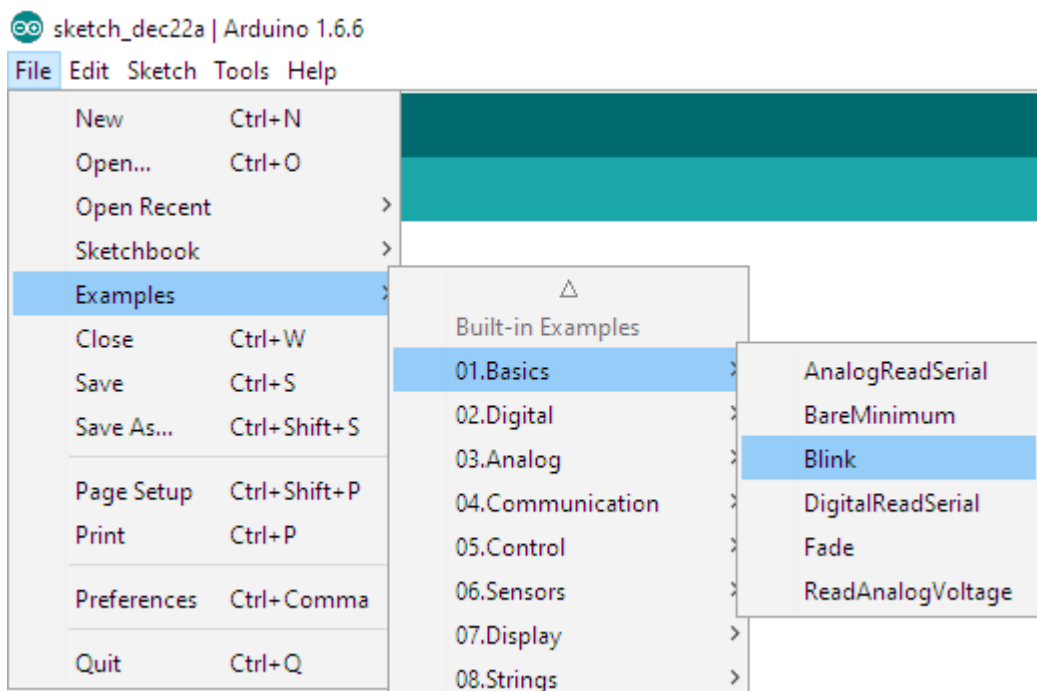 sketch_dec22a | Arduino 1.6.6
File Edit Sketch Tools Help
New Ctrl+N
Open... Ctrl+O
Open Recent
Sketchbook
Examples
Close Ctrl+W
Save Ctrl+S
Save As... Ctrl+Shift+S
Page Setup Ctrl+Shift+P
Print Ctrl+P
Preferences Ctrl+Comma
Quit Ctrl+Q
Built-in Examples
01.Basics
02.Digital
03.Analog
04.Communication
05.Control
06.Sensors
07.Display
08.Strings
AnalogReadSerial
BareMinimum
Blink
DigitalReadSerial
Fade
ReadAnalogVoltage